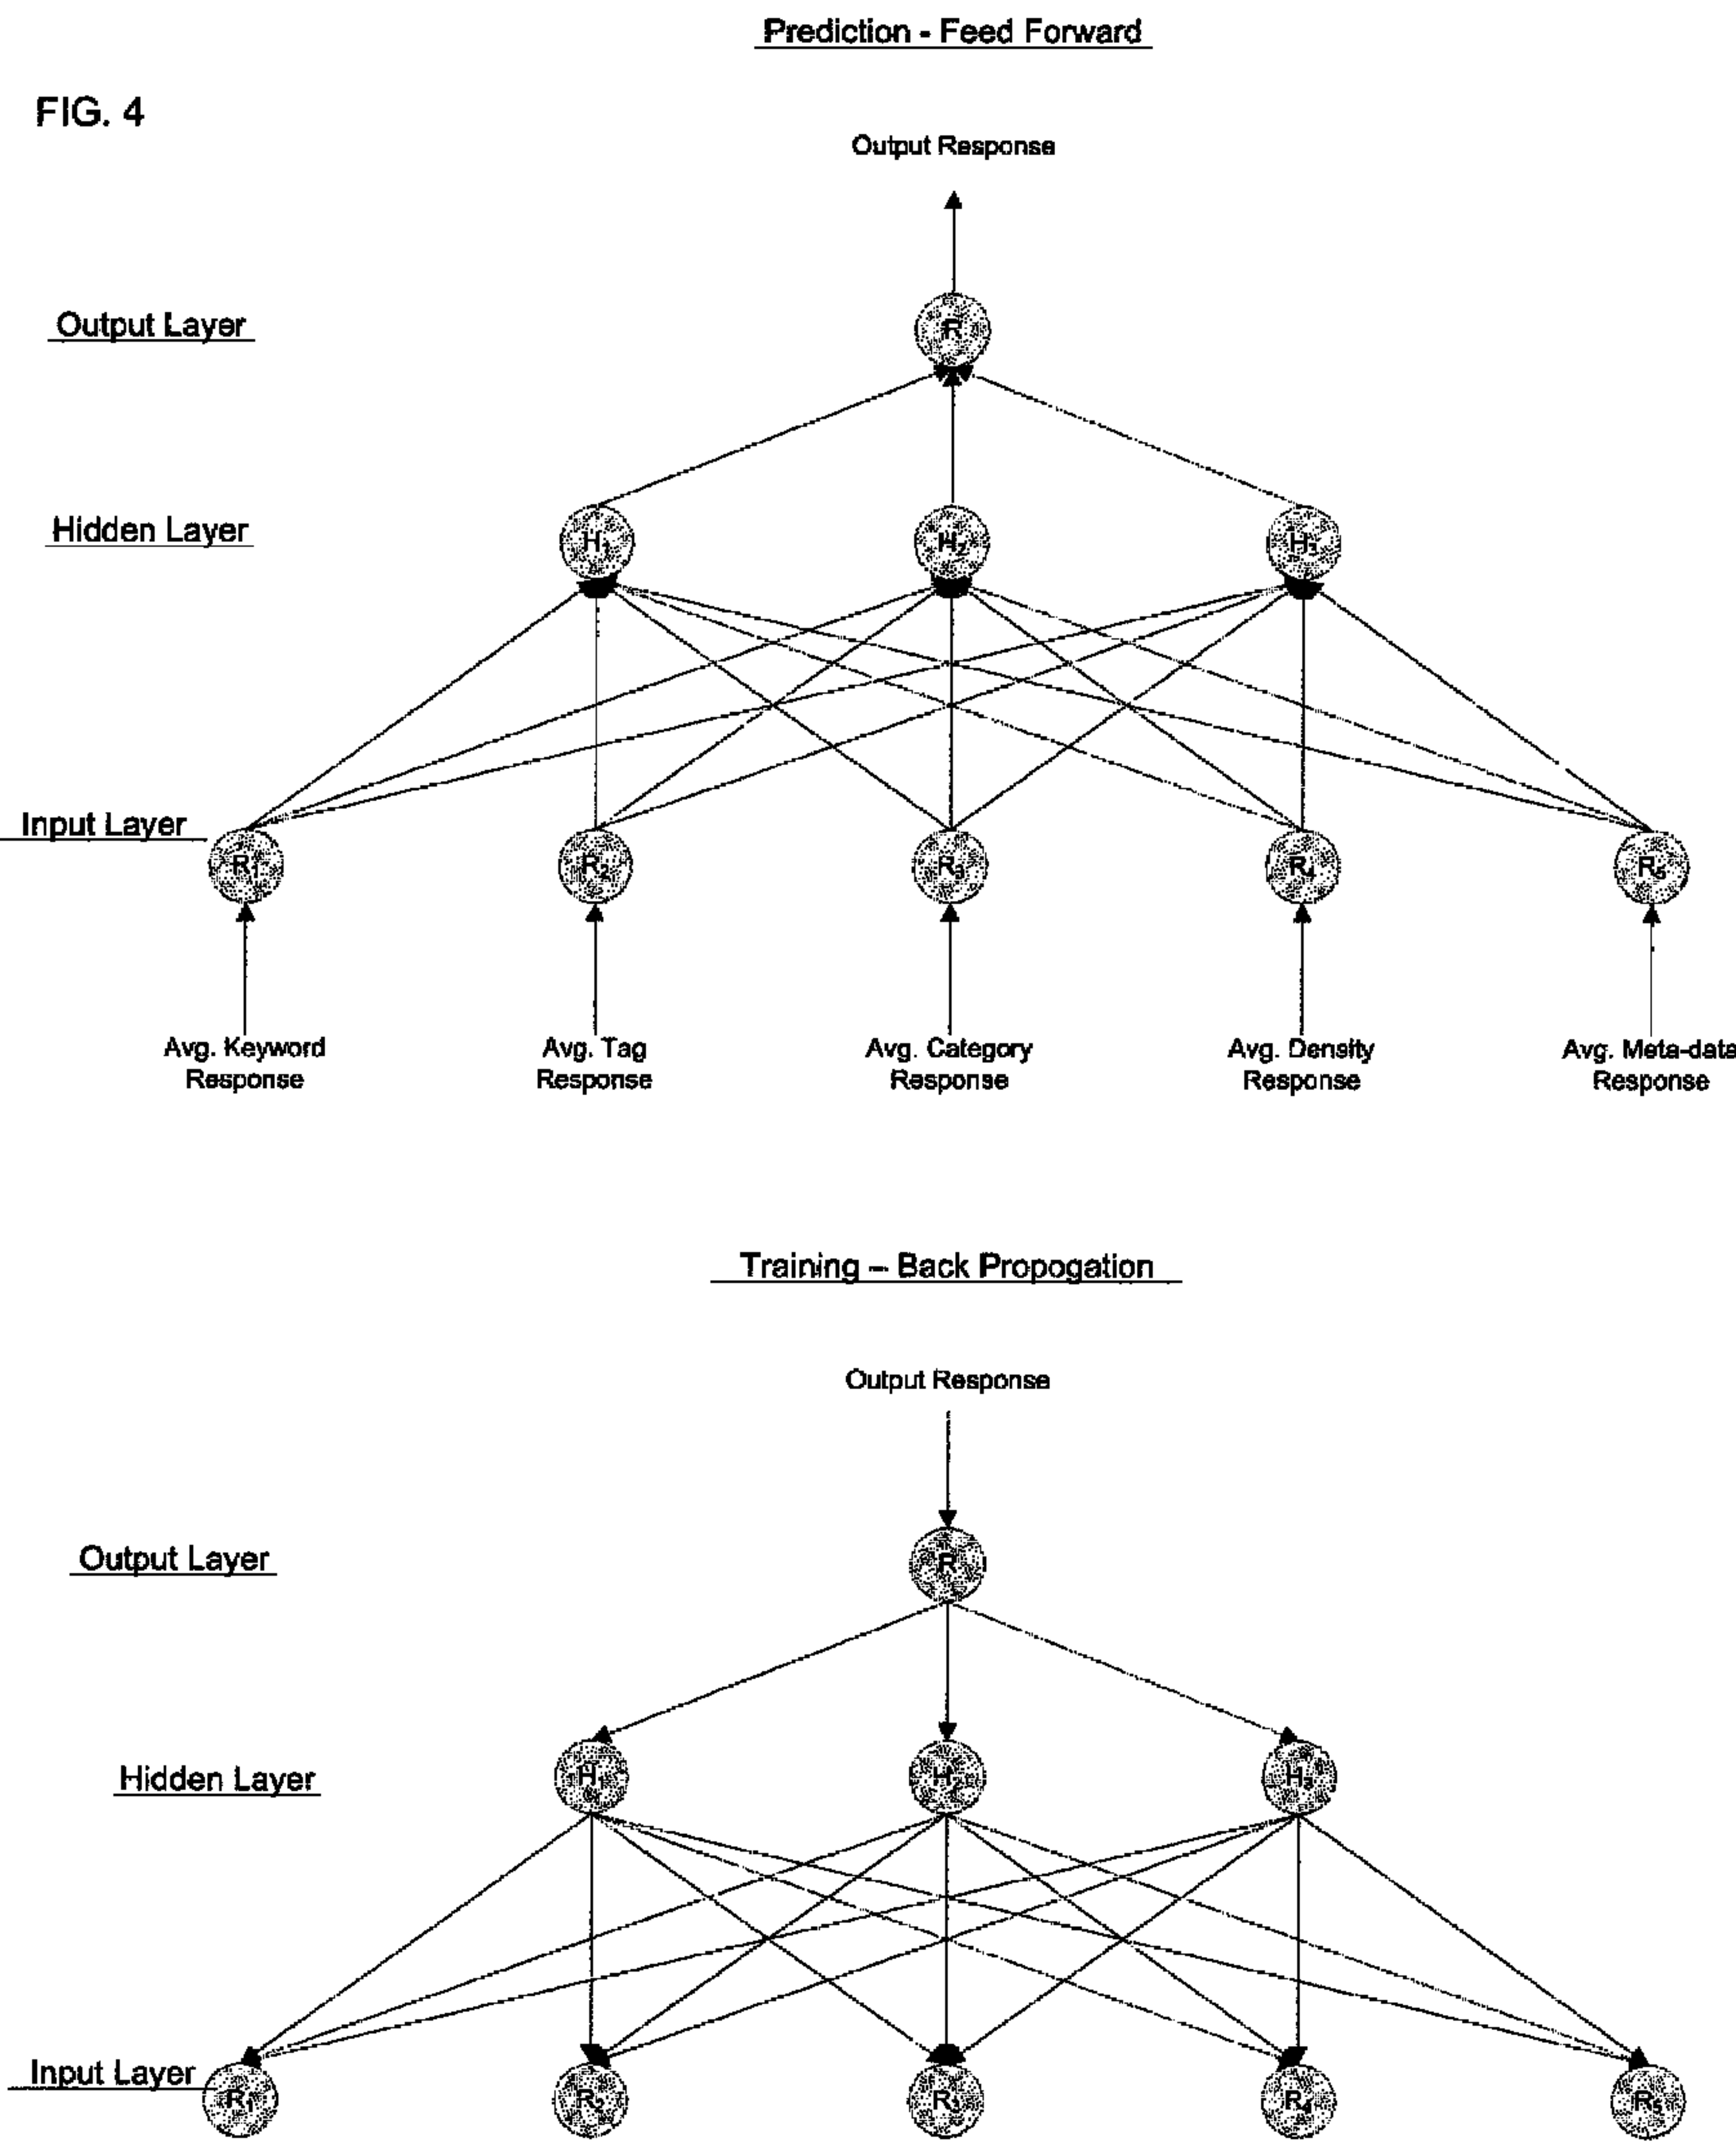 Prediction - Feed Forward
FIG. 4
Output Response
Output Layer
R
Hidden Layer
H₁ H₂ H₃
Input Layer
R₁ R₂ R₃ R₄ R₅
Avg. Keyword Response
Avg. Tag Response
Avg. Category Response
Avg. Density Response
Avg. Meta-data Response
Training – Back Propogation
Output Response
Output Layer
R
Hidden Layer
H₁ H₂ H₃
Input Layer
R₁ R₂ R₃ R₄ R₅